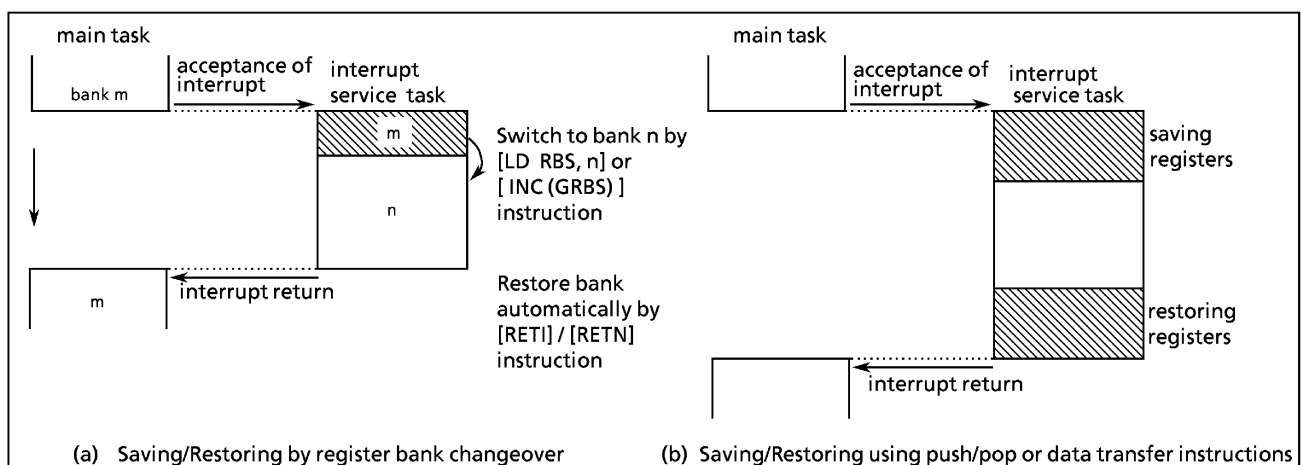 main task
bank m
acceptance of
interrupt
interrupt
service task
m
Switch to bank n by
[LD RBS, n] or
[ INC (GRBS) ]
instruction
n
interrupt return
m
Restore bank
automatically by
[RETI] / [RETN]
instruction
(a) Saving/Restoring by register bank changeover
main task
acceptance of
interrupt
interrupt
service task
saving
registers
restoring
registers
interrupt return
(b) Saving/Restoring using push/pop or data transfer instructions